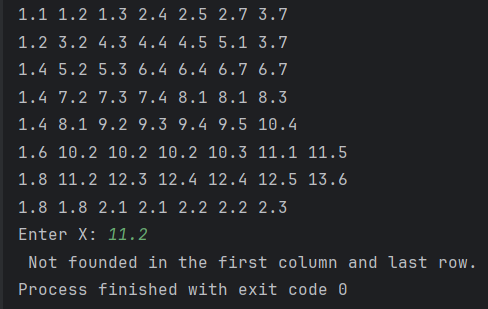 1.1 1.2 1.3 2.4 2.5 2.7 3.7
1.2 3.2 4.3 4.4 4.5 5.1 3.7
1.4 5.2 5.3 6.4 6.4 6.7 6.7
1.4 7.2 7.3 7.4 8.1 8.1 8.3
1.4 8.1 9.2 9.3 9.4 9.5 10.4
1.6 10.2 10.2 10.2 10.3 11.1 11.5
1.8 11.2 12.3 12.4 12.4 12.5 13.6
1.8 1.8 2.1 2.1 2.2 2.2 2.3
Enter X: 11.2
Not founded in the first column and last row.
Process finished with exit code 0